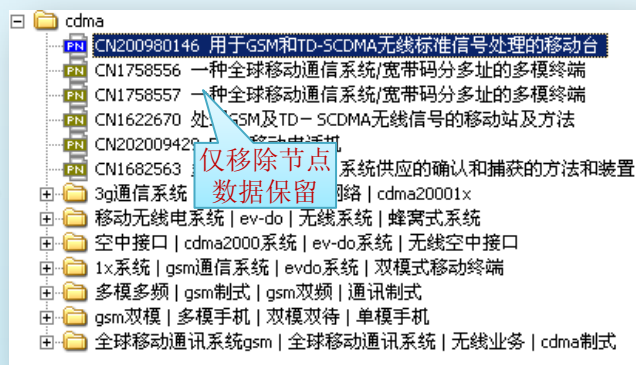 cdma
CN200980146 用于GSM和TD-SCDMA无线标准信号处理的移动台
CN1758556 一种全球移动通信系统/宽带码分多址的多模终端
CN1758557 一种全球移动通信系统/宽带码分多址的多模终端
CN1622670 处 GSM及TD－SCDMA无线信号的移动站及方法
CN202009429 移动电话机
CN1682563 系统供应的确认和捕获的方法和装置
仅移除节点
数据保留
3g通信系统 网络 | cdma20001x
移动无线电系统 | ev-do | 无线系统 | 蜂窝式系统
空中接口 | cdma2000系统 | ev-do系统 | 无线空中接口
1x系统 | gsm通信系统 | evdo系统 | 双模式移动终端
多模多频 | gsm制式 | gsm双频 | 通讯制式
gsm双模 | 多模手机 | 双模双待 | 单模手机
全球移动通讯系统gsm | 全球移动通讯系统 | 无线业务 | cdma制式